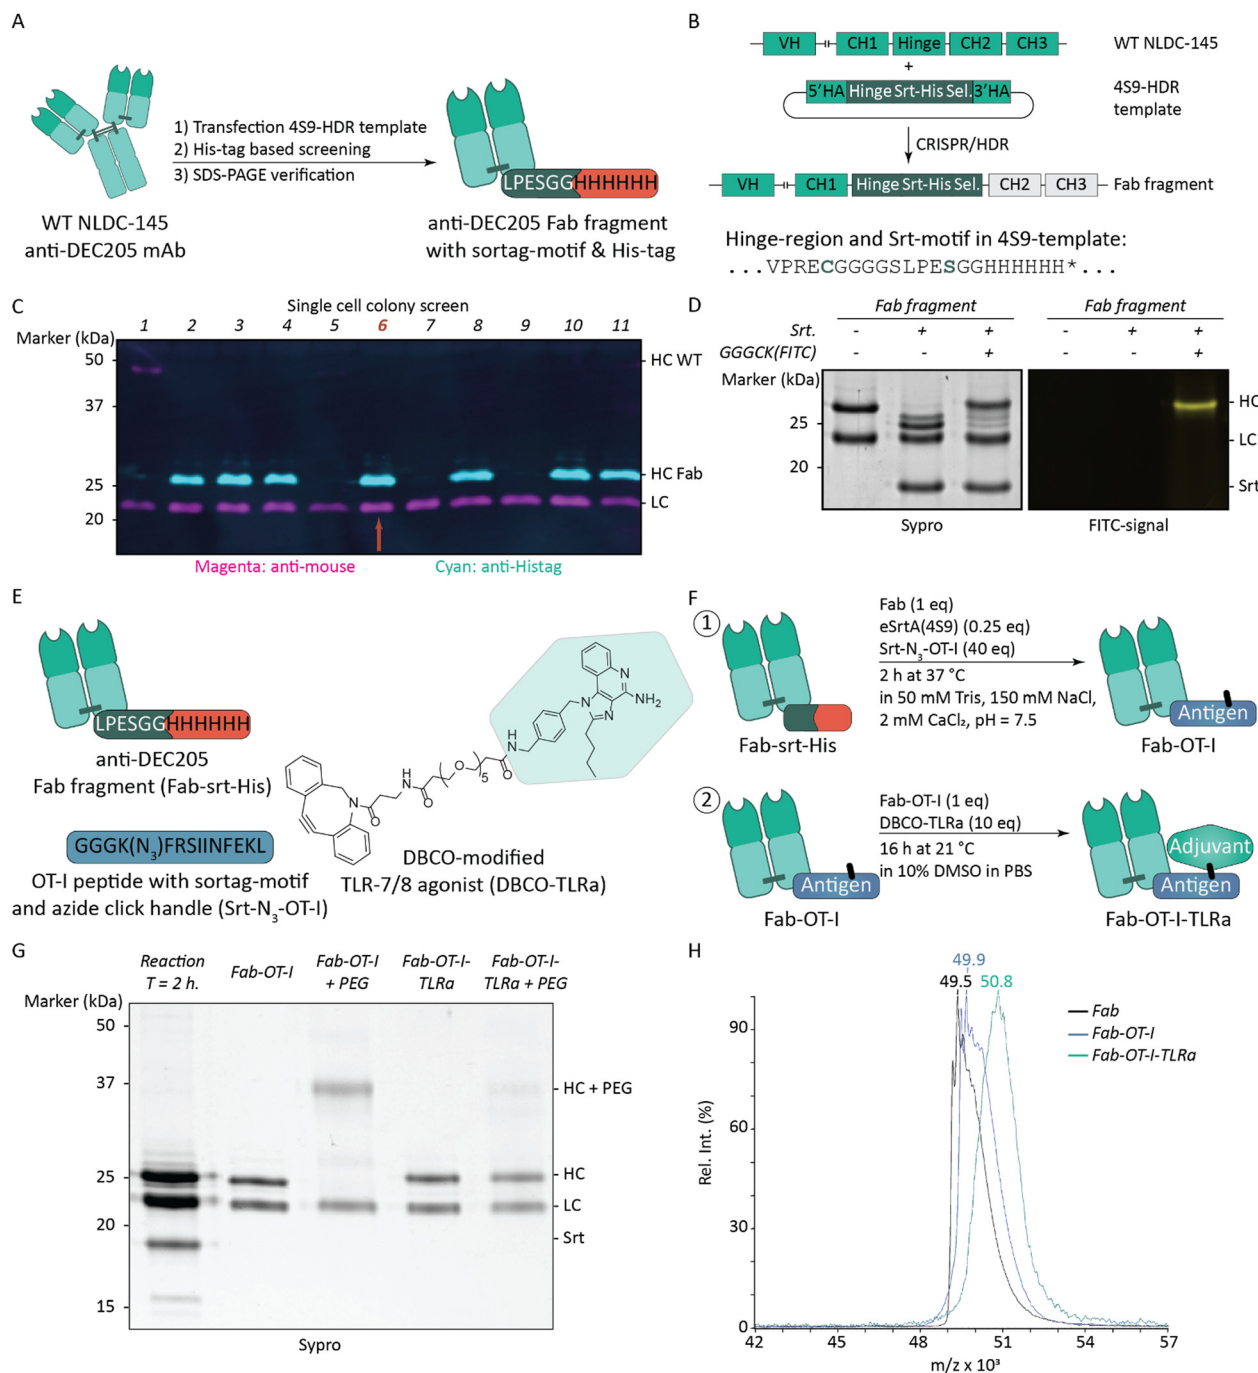 A
1) Transfection 4S9-HDR template
2) His-tag based screening
3) SDS-PAGE verification
LPESGGHHHHHH
WT NLDC-145
anti-DEC205 mAb
anti-DEC205 Fab fragment
with sortag-motif & His-tag
B
VH
CH1
Hinge
CH2
CH3
WT NLDC-145
+
5'HA
Hinge Srt-His Sel.
3'HA
4S9-HDR
template
CRISPR/HDR
VH
CH1
Hinge Srt-His Sel.
CH2
CH3
Fab fragment
Hinge-region and Srt-motif in 4S9-template:
...VPRECGGGGSLPESGGHHHHHH*...
C
Single cell colony screen
Marker (kDa)
1 2 3 4 5 6 7 8 9 10 11
50
37
25
20
HC WT
HC Fab
LC
Magenta: anti-mouse
Cyan: anti-Histag
D
Fab fragment
Fab fragment
Srt. - + + - + +
GGGCK(FITC) - - + - - +
Marker (kDa)
25
20
HC
LC
Srt
Sypro
FITC-signal
E
LPESGGHHHHHH
anti-DEC205
Fab fragment (Fab-srt-His)
GGGK(N3)FRSIINFEKL
OT-I peptide with sortag-motif
and azide click handle (Srt-N3-OT-I)
N
NH2
N
N
H
N
O
O
5
O
H
N
N
H
O
N
O
DBCO-modified
TLR-7/8 agonist (DBCO-TLRa)
F
1
Fab (1 eq)
eSrtA(4S9) (0.25 eq)
Srt-N3-OT-I (40 eq)
2 h at 37 °C
in 50 mM Tris, 150 mM NaCl,
2 mM CaCl2, pH = 7.5
Fab-srt-His
Antigen
Fab-OT-I
2
Fab-OT-I (1 eq)
DBCO-TLRa (10 eq)
16 h at 21 °C
in 10% DMSO in PBS
Antigen
Fab-OT-I
Adjuvant
Antigen
Fab-OT-I-TLRa
G
Reaction
T = 2 h.
Fab-OT-I
Fab-OT-I
+ PEG
Fab-OT-I-
TLRa
Fab-OT-I-
TLRa + PEG
Marker (kDa)
50
37
25
20
15
HC + PEG
HC
LC
Srt
Sypro
H
49.9
49.5
50.8
Fab
Fab-OT-I
Fab-OT-I-TLRa
Rel. Int. (%)
90
60
30
0
42 45 48 51 54 57
m/z x 10³